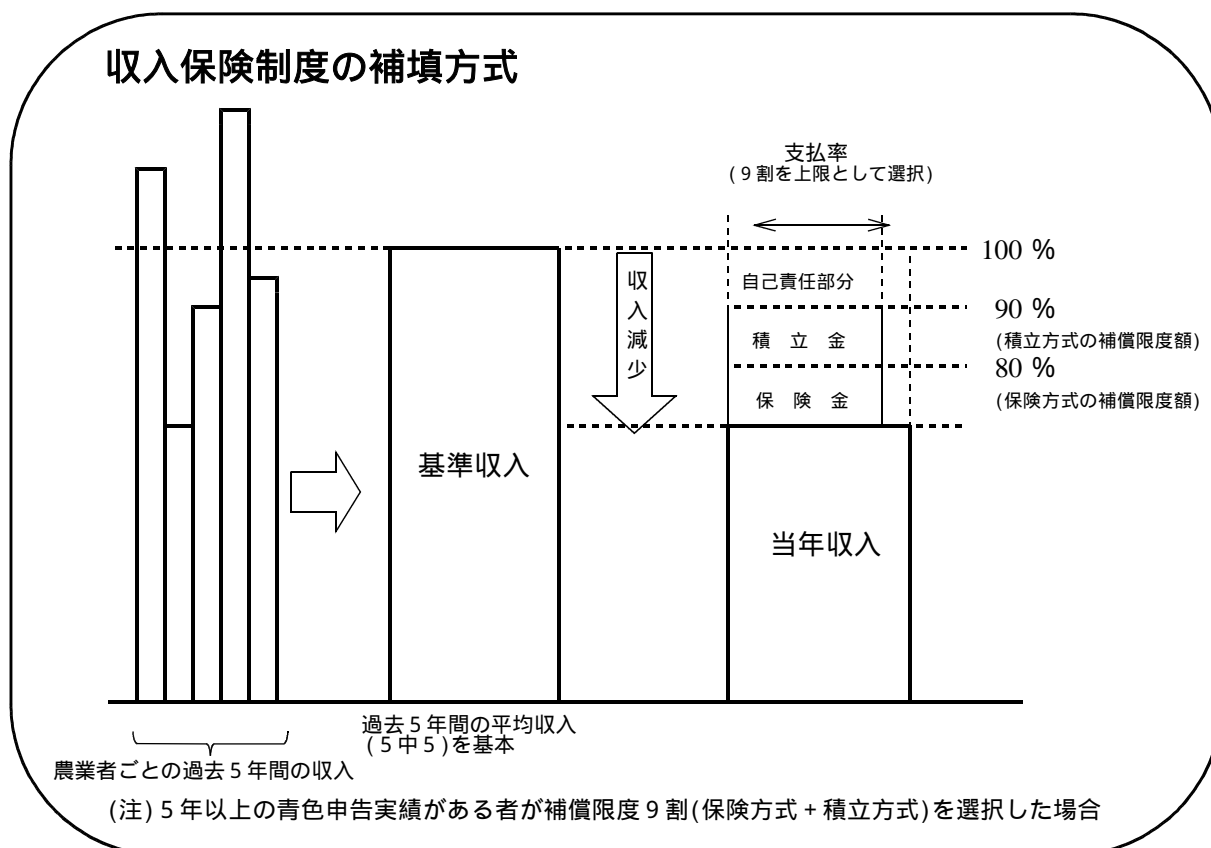 収入保険制度の補填方式
支払率
(9割を上限として選択)
100 %
収入減少
自己責任部分
90 %
積 立 金
(積立方式の補償限度額)
80 %
保 険 金
(保険方式の補償限度額)
基準収入
当年収入
過去5年間の平均収入
(5中5)を基本
農業者ごとの過去5年間の収入
(注) 5年以上の青色申告実績がある者が補償限度9割(保険方式+積立方式)を選択した場合